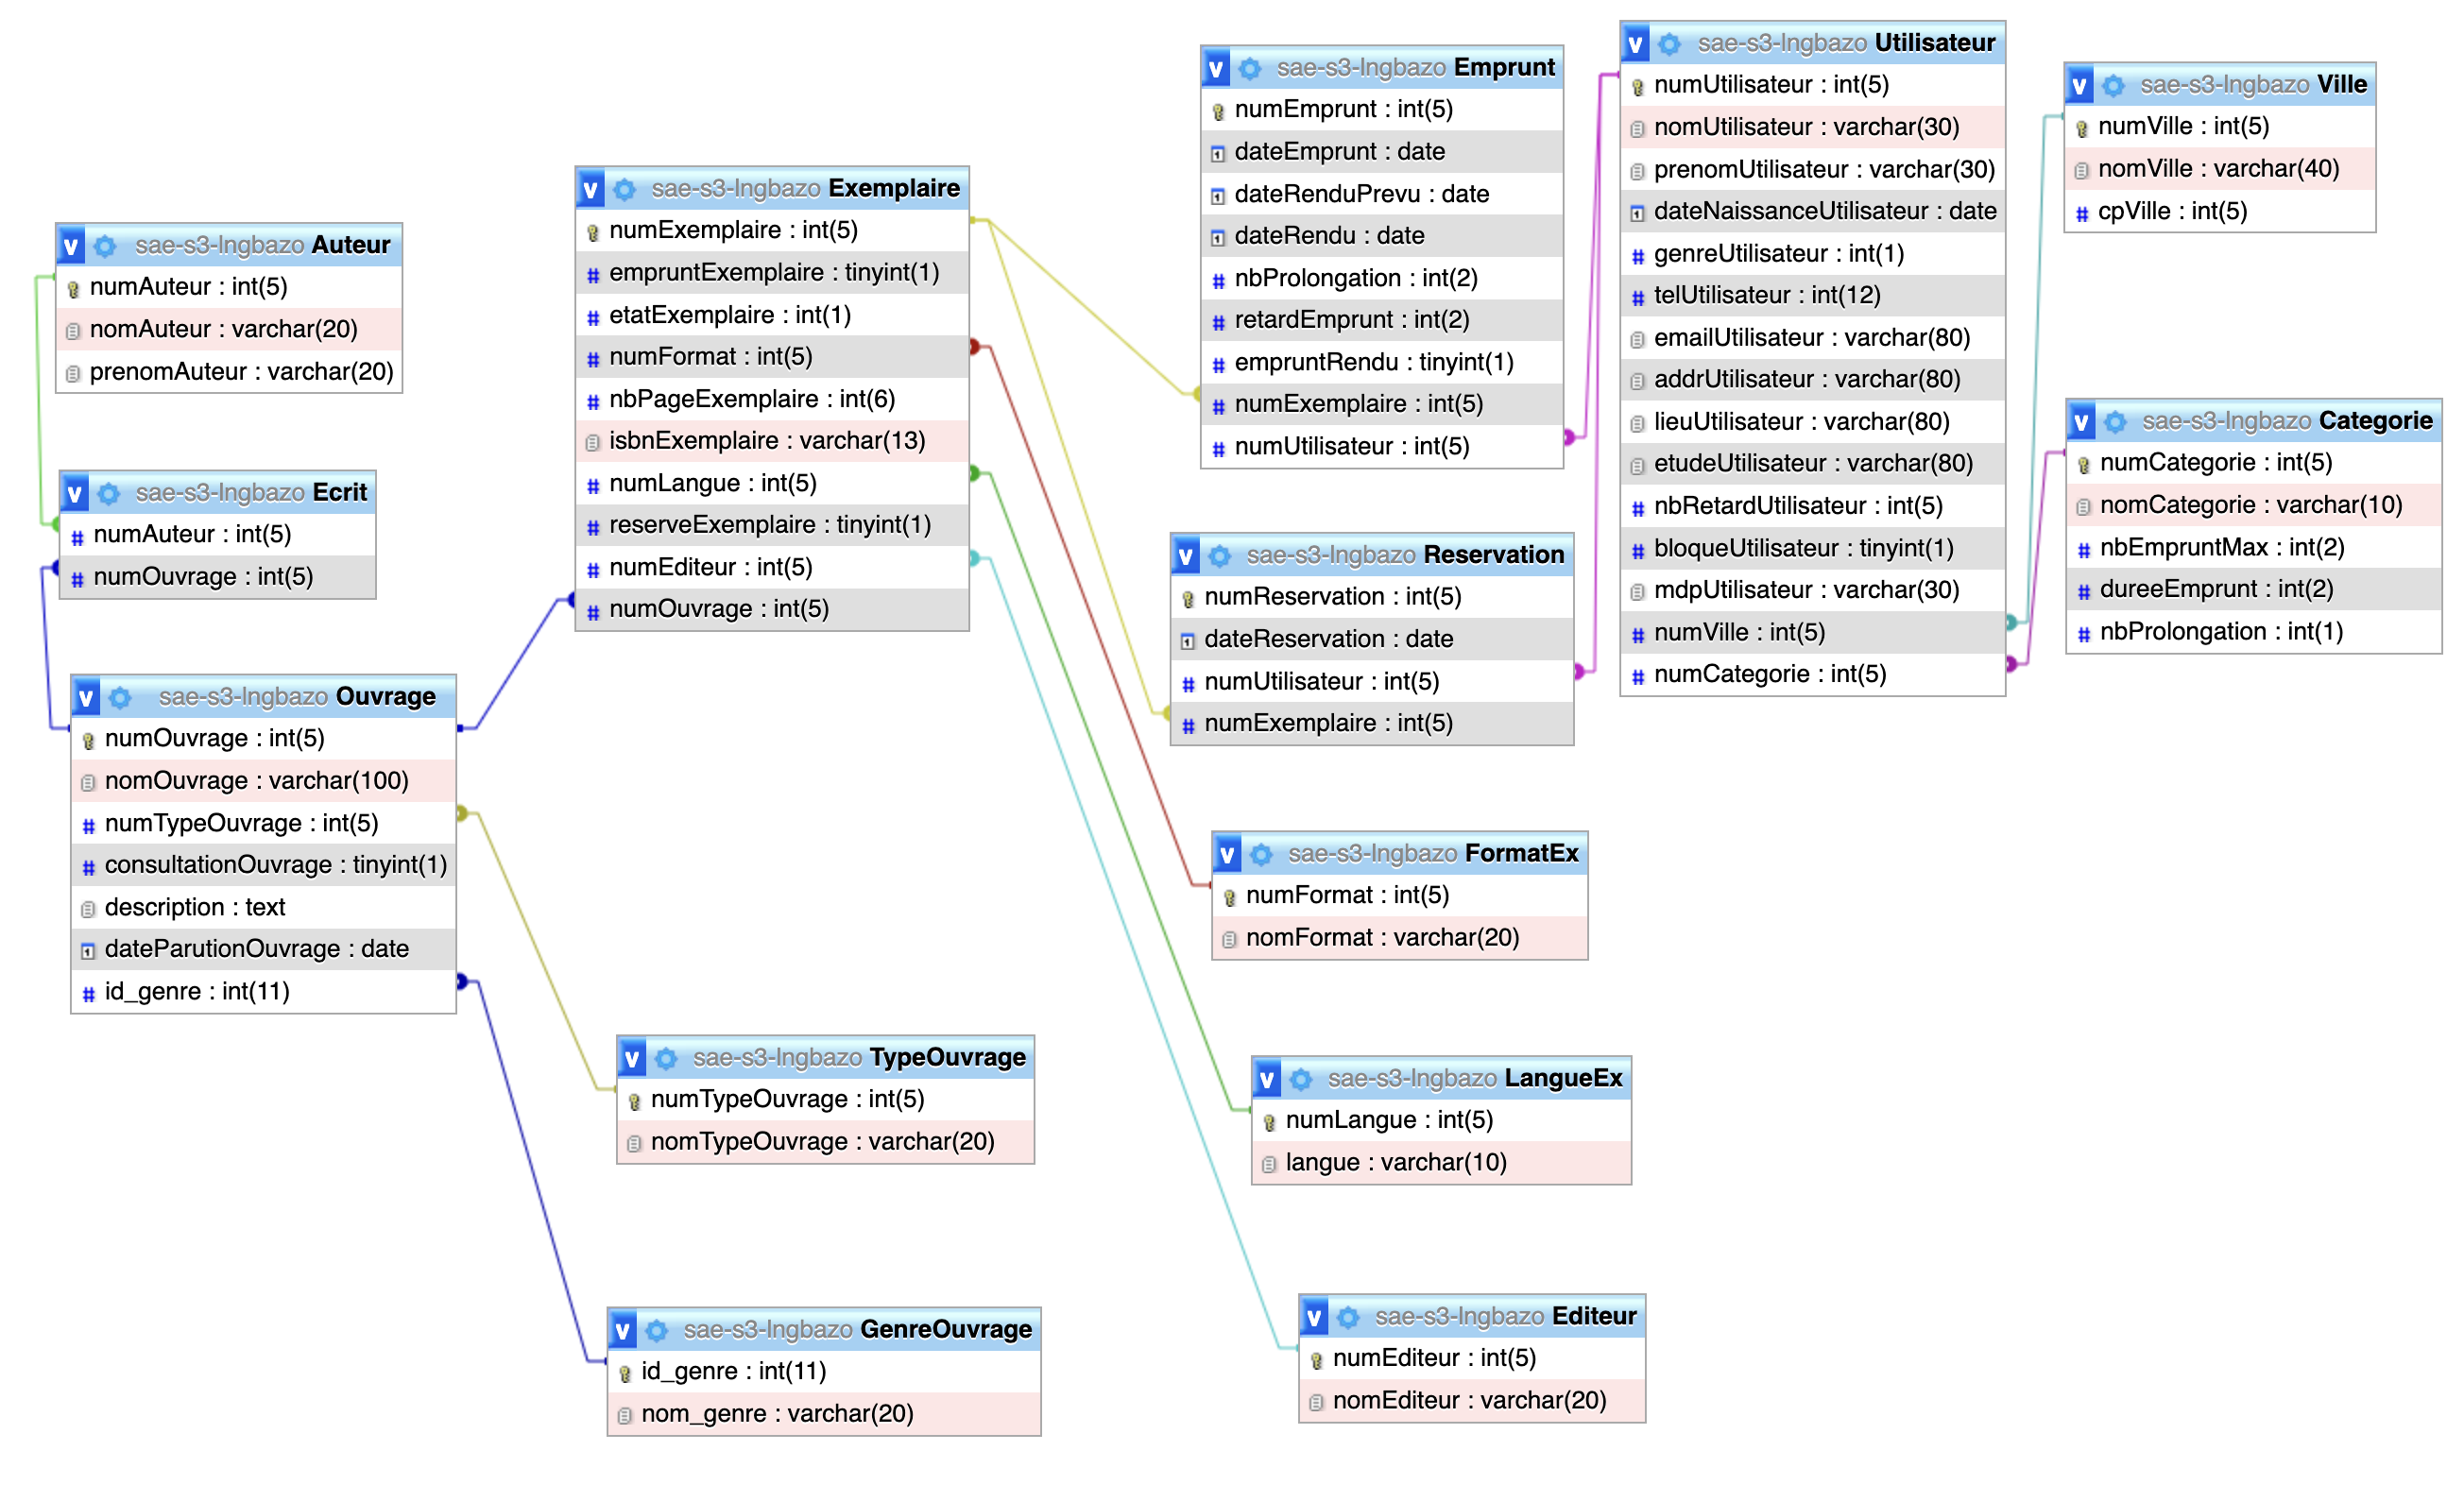 sae-s3-lngbazo Auteur
numAuteur : int(5)
nomAuteur : varchar(20)
prenomAuteur : varchar(20)
sae-s3-lngbazo Ecrit
numAuteur : int(5)
numOuvrage : int(5)
sae-s3-lngbazo Ouvrage
numOuvrage : int(5)
nomOuvrage : varchar(100)
numTypeOuvrage : int(5)
consultationOuvrage : tinyint(1)
description : text
dateParutionOuvrage : date
id_genre : int(11)
sae-s3-lngbazo Exemplaire
numExemplaire : int(5)
empruntExemplaire : tinyint(1)
etatExemplaire : int(1)
numFormat : int(5)
nbPageExemplaire : int(6)
isbnExemplaire : varchar(13)
numLangue : int(5)
reserveExemplaire : tinyint(1)
numEditeur : int(5)
numOuvrage : int(5)
sae-s3-lngbazo TypeOuvrage
numTypeOuvrage : int(5)
nomTypeOuvrage : varchar(20)
sae-s3-lngbazo GenreOuvrage
id_genre : int(11)
nom_genre : varchar(20)
sae-s3-lngbazo Emprunt
numEmprunt : int(5)
dateEmprunt : date
dateRenduPrevu : date
dateRendu : date
nbProlongation : int(2)
retardEmprunt : int(2)
empruntRendu : tinyint(1)
numExemplaire : int(5)
numUtilisateur : int(5)
sae-s3-lngbazo Reservation
numReservation : int(5)
dateReservation : date
numUtilisateur : int(5)
numExemplaire : int(5)
sae-s3-lngbazo FormatEx
numFormat : int(5)
nomFormat : varchar(20)
sae-s3-lngbazo LangueEx
numLangue : int(5)
langue : varchar(10)
sae-s3-lngbazo Editeur
numEditeur : int(5)
nomEditeur : varchar(20)
sae-s3-lngbazo Utilisateur
numUtilisateur : int(5)
nomUtilisateur : varchar(30)
prenomUtilisateur : varchar(30)
dateNaissanceUtilisateur : date
genreUtilisateur : int(1)
telUtilisateur : int(12)
emailUtilisateur : varchar(80)
addrUtilisateur : varchar(80)
lieuUtilisateur : varchar(80)
etudeUtilisateur : varchar(80)
nbRetardUtilisateur : int(5)
bloqueUtilisateur : tinyint(1)
mdpUtilisateur : varchar(30)
numVille : int(5)
numCategorie : int(5)
sae-s3-lngbazo Ville
numVille : int(5)
nomVille : varchar(40)
cpVille : int(5)
sae-s3-lngbazo Categorie
numCategorie : int(5)
nomCategorie : varchar(10)
nbEmpruntMax : int(2)
dureeEmprunt : int(2)
nbProlongation : int(1)